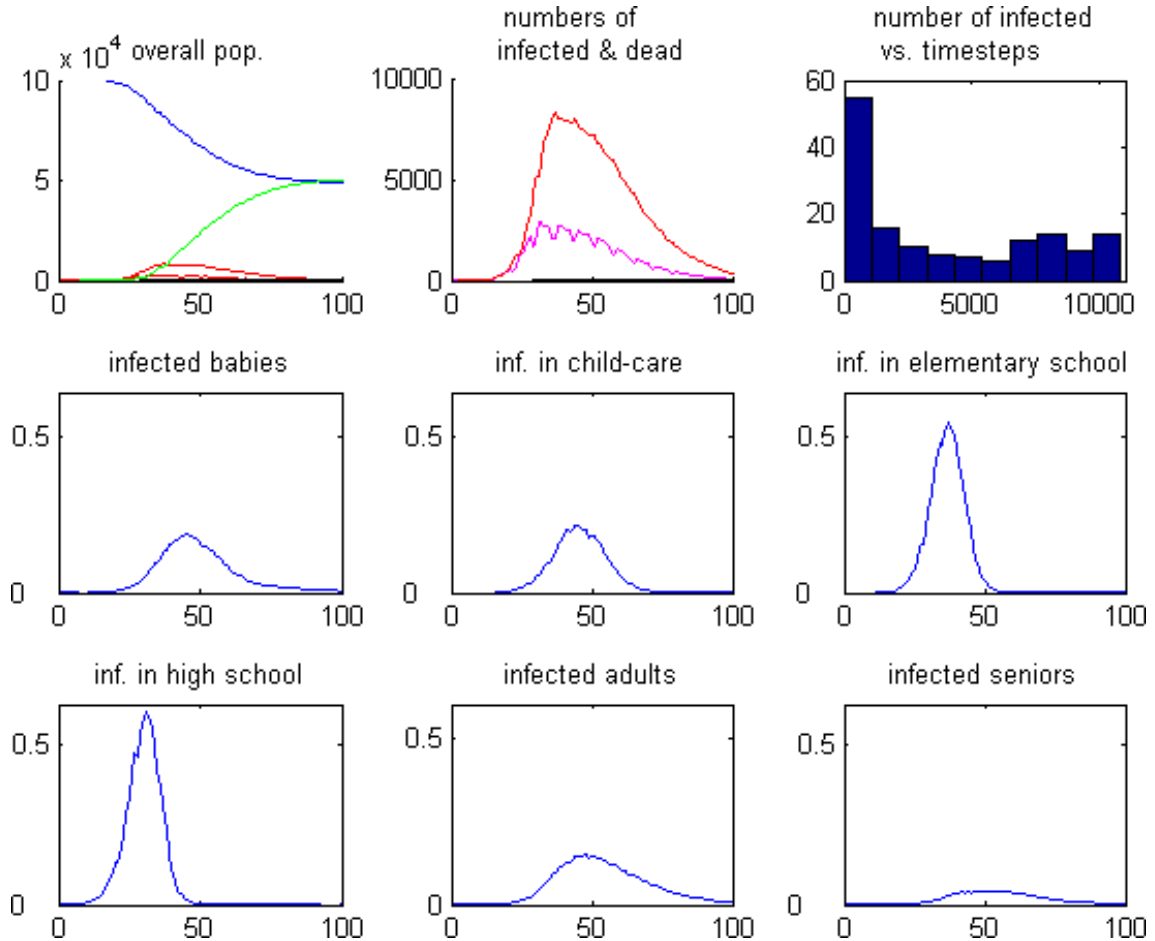 x 10^4 overall pop.
10
5
0
0 50 100
numbers of
infected & dead
10000
5000
0
0 50 100
number of infected
vs. timesteps
60
40
20
0
0 5000 10000
infected babies
0.5
0
0 50 100
inf. in child-care
0.5
0
0 50 100
inf. in elementary school
0.5
0
0 50 100
inf. in high school
0.5
0
0 50 100
infected adults
0.5
0
0 50 100
infected seniors
0.5
0
0 50 100